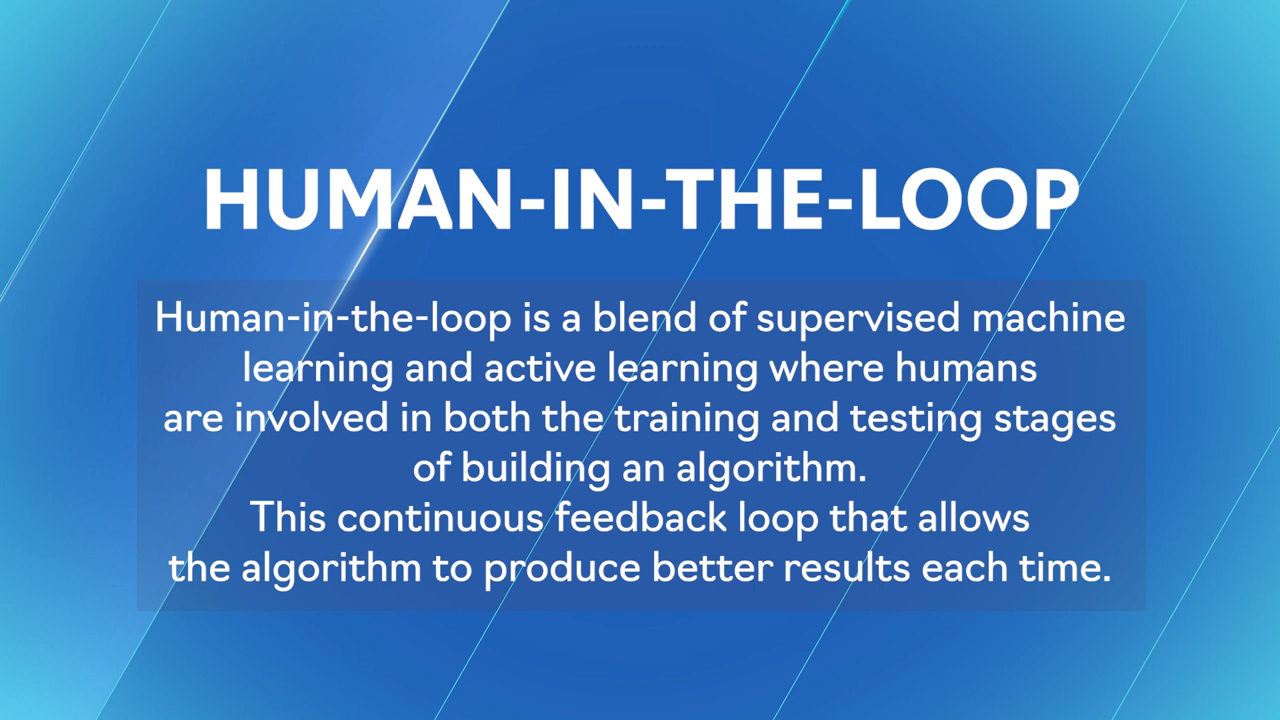 HUMAN-IN-THE-LOOP
Human-in-the-loop is a blend of supervised machine
learning and active learning where humans
are involved in both the training and testing stages
of building an algorithm.
This continuous feedback loop that allows
the algorithm to produce better results each time.